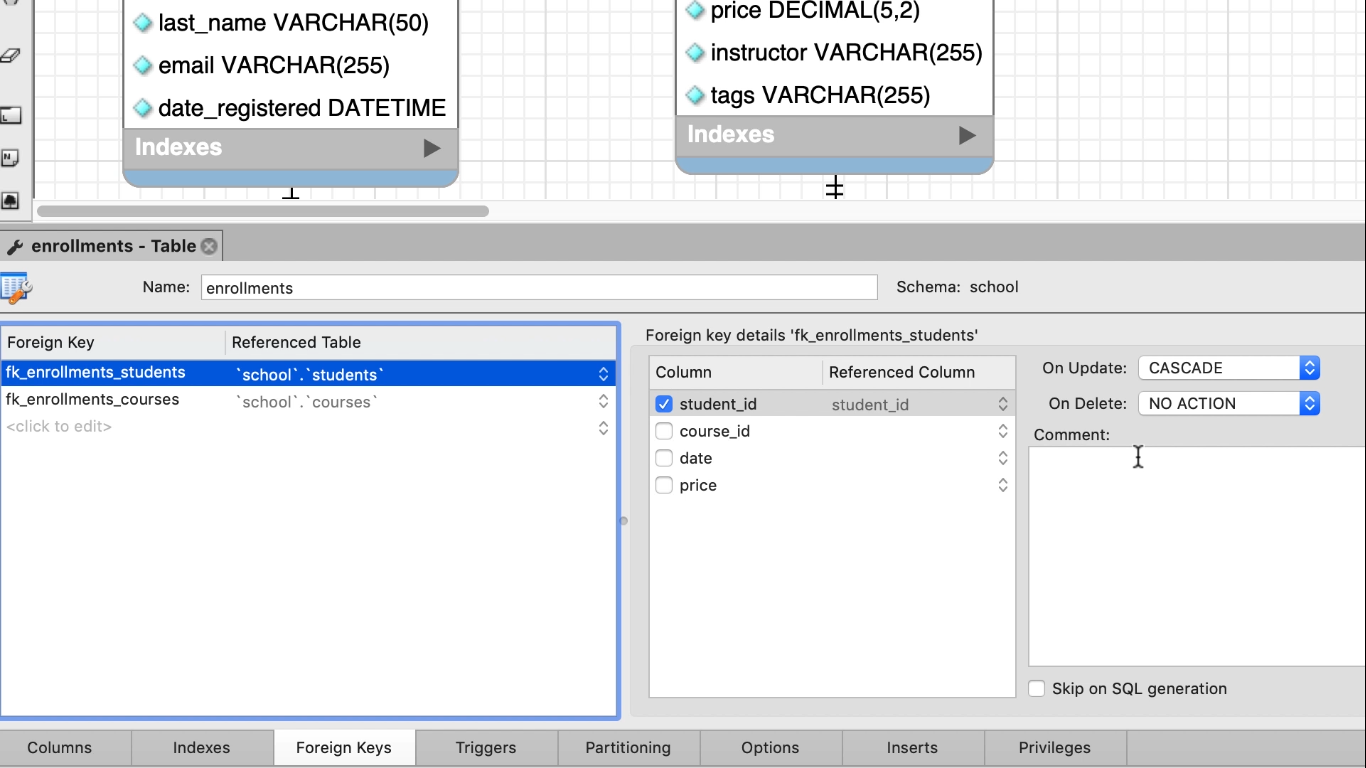 last_name VARCHAR(50)
email VARCHAR(255)
date_registered DATETIME
Indexes
price DECIMAL(5,2)
instructor VARCHAR(255)
tags VARCHAR(255)
Indexes
enrollments - Table
Name: enrollments Schema: school
Foreign Key Referenced Table
fk_enrollments_students `school`.`students`
fk_enrollments_courses `school`.`courses`
<click to edit>
Foreign key details 'fk_enrollments_students'
Column Referenced Column
student_id student_id
course_id
date
price
On Update: CASCADE
On Delete: NO ACTION
Comment:
Skip on SQL generation
Columns Indexes Foreign Keys Triggers Partitioning Options Inserts Privileges